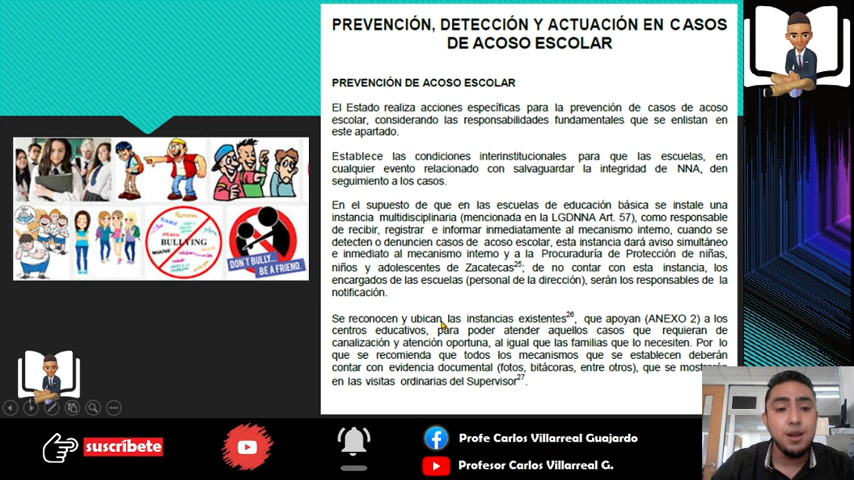 PREVENCIÓN, DETECCIÓN Y ACTUACIÓN EN CASOS
DE ACOSO ESCOLAR
PREVENCIÓN DE ACOSO ESCOLAR
El Estado realiza acciones específicas para la prevención de casos de acoso
escolar, considerando las responsabilidades fundamentales que se enlistan en
este apartado.
Establece las condiciones interinstitucionales para que las escuelas, en
cualquier evento relacionado con salvaguardar la integridad de NNA, den
seguimiento a los casos.
En el supuesto de que en las escuelas de educación básica se instale una
instancia multidisciplinaria (mencionada en la LGDNNA Art. 57), como responsable
de recibir, registrar e informar inmediatamente al mecanismo interno, cuando se
detecten o denuncien casos de acoso escolar, esta instancia dará aviso simultáneo
e inmediato al mecanismo interno y a la Procuraduría de Protección de niñas,
niños y adolescentes de Zacatecas25; de no contar con esta instancia, los
encargados de las escuelas (personal de la dirección), serán los responsables de la
notificación.
Se reconocen y ubican las instancias existentes26, que apoyan (ANEXO 2) a los
centros educativos, para poder atender aquellos casos que requieran de
canalización y atención oportuna, al igual que las familias que lo necesiten. Por lo
que se recomienda que todos los mecanismos que se establecen deberán
contar con evidencia documental (fotos, bitácoras, entre otros), que se mostrarán
en las visitas ordinarias del Supervisor27.
BULLYING
DON'T BULLY...
BE A FRIEND.
suscríbete
Profe Carlos Villarreal Guajardo
Profesor Carlos Villarreal G.